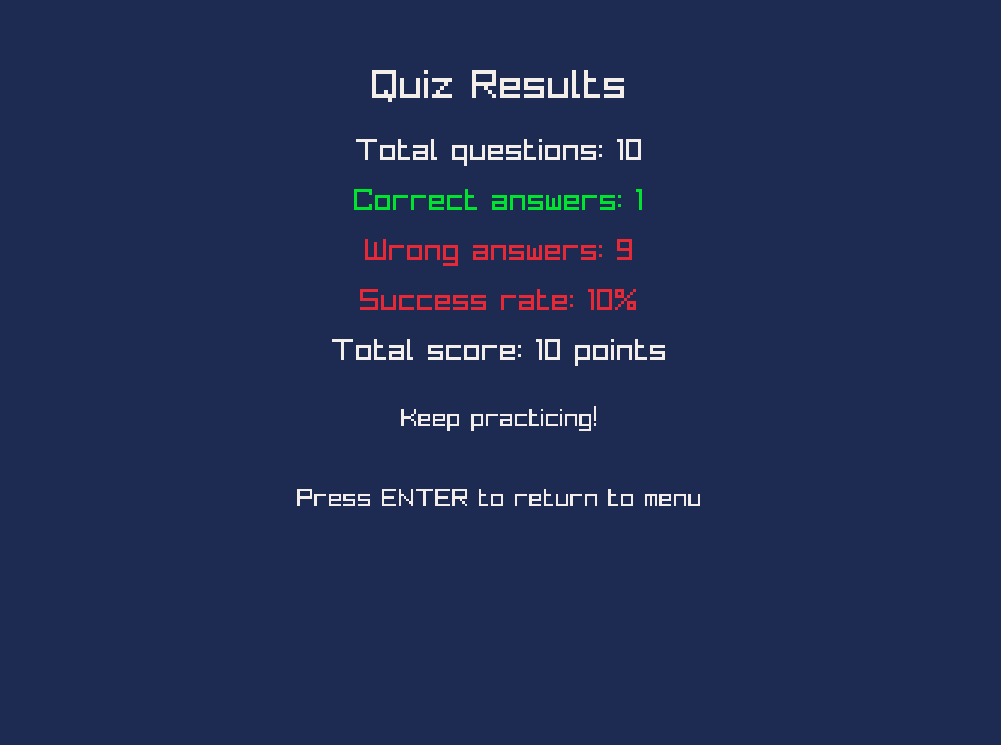 Quiz Results
Total questions: 10
Correct answers: 1
Wrong answers: 9
Success rate: 10%
Total score: 10 points
Keep practicing!
Press ENTER to return to menu